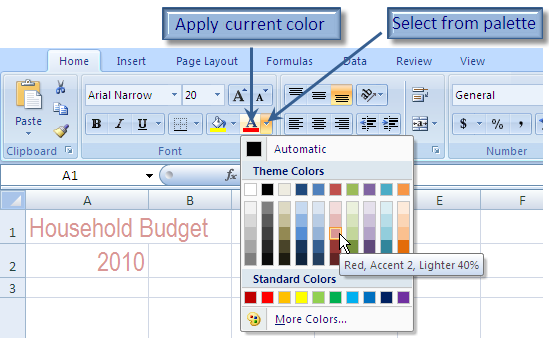 Apply current color
Select from palette
Home Insert Page Layout Formulas Data Review View
Arial Narrow 20 A A General
Paste
B I U A $ % ,
Clipboard Font Alignment Number
A1 fx
Automatic
Theme Colors
A B E F
1 Household Budget
2 2010
3
Red, Accent 2, Lighter 40%
Standard Colors
More Colors...